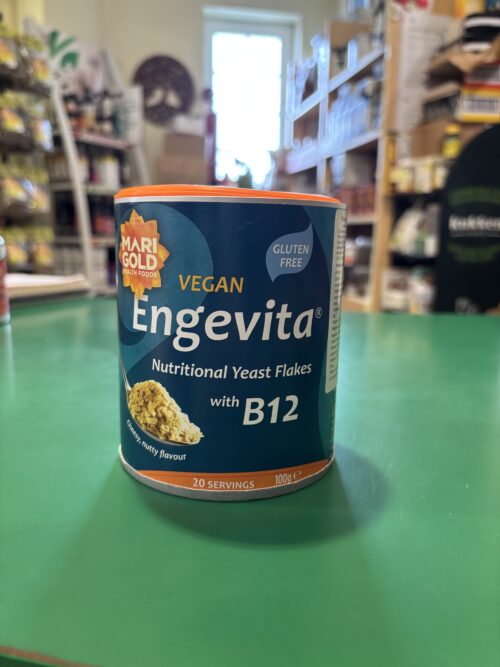 MARI
GOLD
HEALTH FOODS
GLUTEN
FREE
VEGAN
Engevita®
Nutritional Yeast Flakes
with B12
Cheesy, nutty flavour
20 SERVINGS
100g e